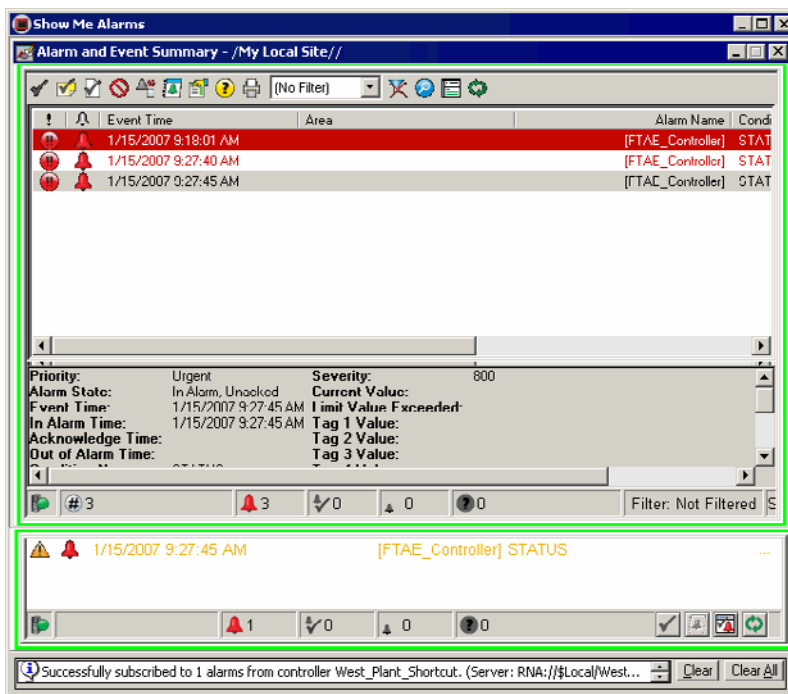 Show Me Alarms
Alarm and Event Summary - /My Local Site//
(No Filter)
! Event Time Area Alarm Name Condi
1/15/2007 9:18:01 AM [FTAE_Controller] STAT
1/15/2007 9:27:40 AM [FTAE_Controller] STAT
1/15/2007 9:27:45 AM [FTAE_Controller] STAT
Priority: Urgent Severity: 800
Alarm State: In Alarm, Unacked Current Value:
Event Time: 1/15/2007 9:27:45 AM Limit Value Exceeded:
In Alarm Time: 1/15/2007 9:27:45 AM Tag 1 Value:
Acknowledge Time: Tag 2 Value:
Out of Alarm Time: Tag 3 Value:
# 3 3 0 0 ? 0 Filter: Not Filtered S
1/15/2007 9:27:45 AM [FTAE_Controller] STATUS ...
1 0 0 ? 0
Successfully subscribed to 1 alarms from controller West_Plant_Shortcut. (Server: RNA://$Local/West... Clear Clear All